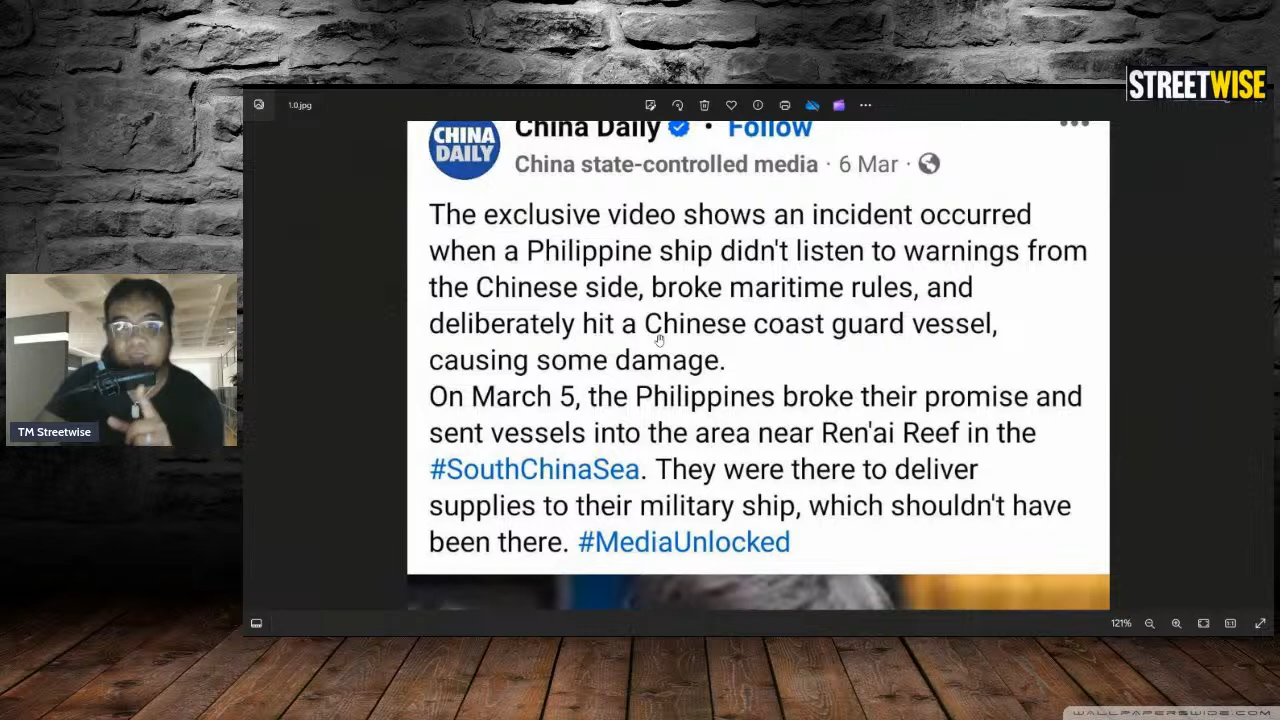 STREETWISE
1.0.jpg
CHINA
DAILY
China Daily · Follow
China state-controlled media · 6 Mar ·
The exclusive video shows an incident occurred
when a Philippine ship didn't listen to warnings from
the Chinese side, broke maritime rules, and
deliberately hit a Chinese coast guard vessel,
causing some damage.
On March 5, the Philippines broke their promise and
sent vessels into the area near Ren'ai Reef in the
#SouthChinaSea. They were there to deliver
supplies to their military ship, which shouldn't have
been there. #MediaUnlocked
TM Streetwise
121%
WALLPAPERSWIDE.COM